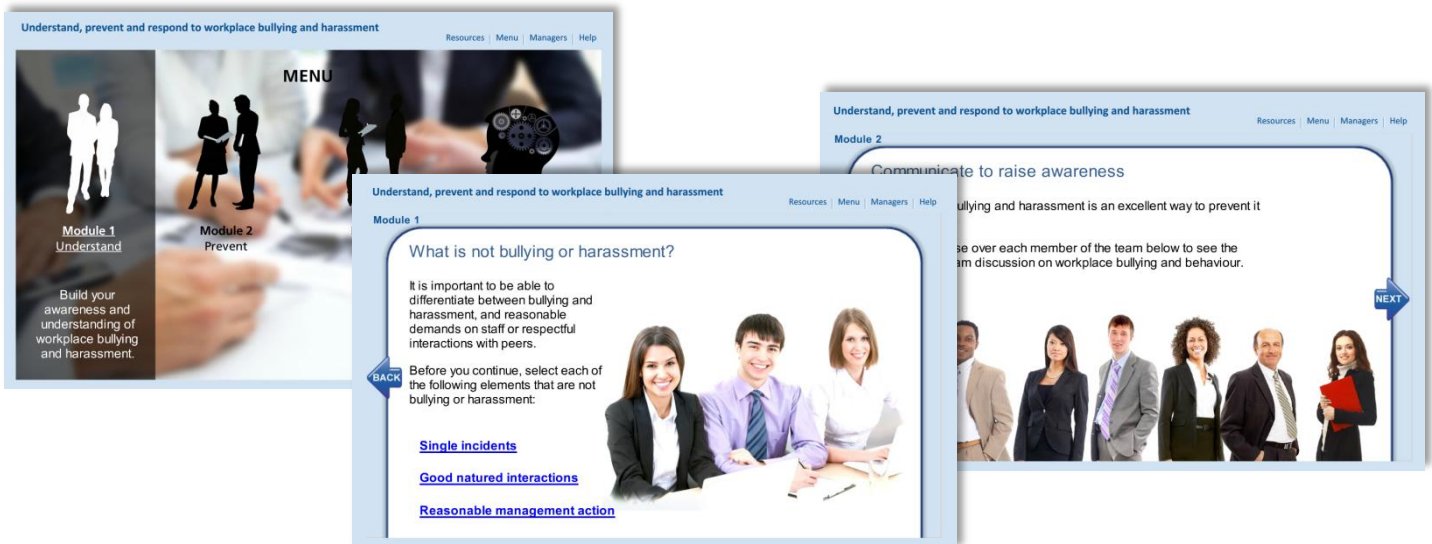 Understand, prevent and respond to workplace bullying and harassment
Resources | Menu | Managers | Help
MENU
Module 1
Understand
Module 2
Prevent
Build your
awareness and
understanding of
workplace bullying
and harassment.
Understand, prevent and respond to workplace bullying and harassment
Resources | Menu | Managers | Help
Module 1
What is not bullying or harassment?
It is important to be able to
differentiate between bullying and
harassment, and reasonable
demands on staff or respectful
interactions with peers.
BACK
Before you continue, select each of
the following elements that are not
bullying or harassment:
Single incidents
Good natured interactions
Reasonable management action
Understand, prevent and respond to workplace bullying and harassment
Resources | Menu | Managers | Help
Module 2
Communicate to raise awareness
ullying and harassment is an excellent way to prevent it
se over each member of the team below to see the
am discussion on workplace bullying and behaviour.
NEXT